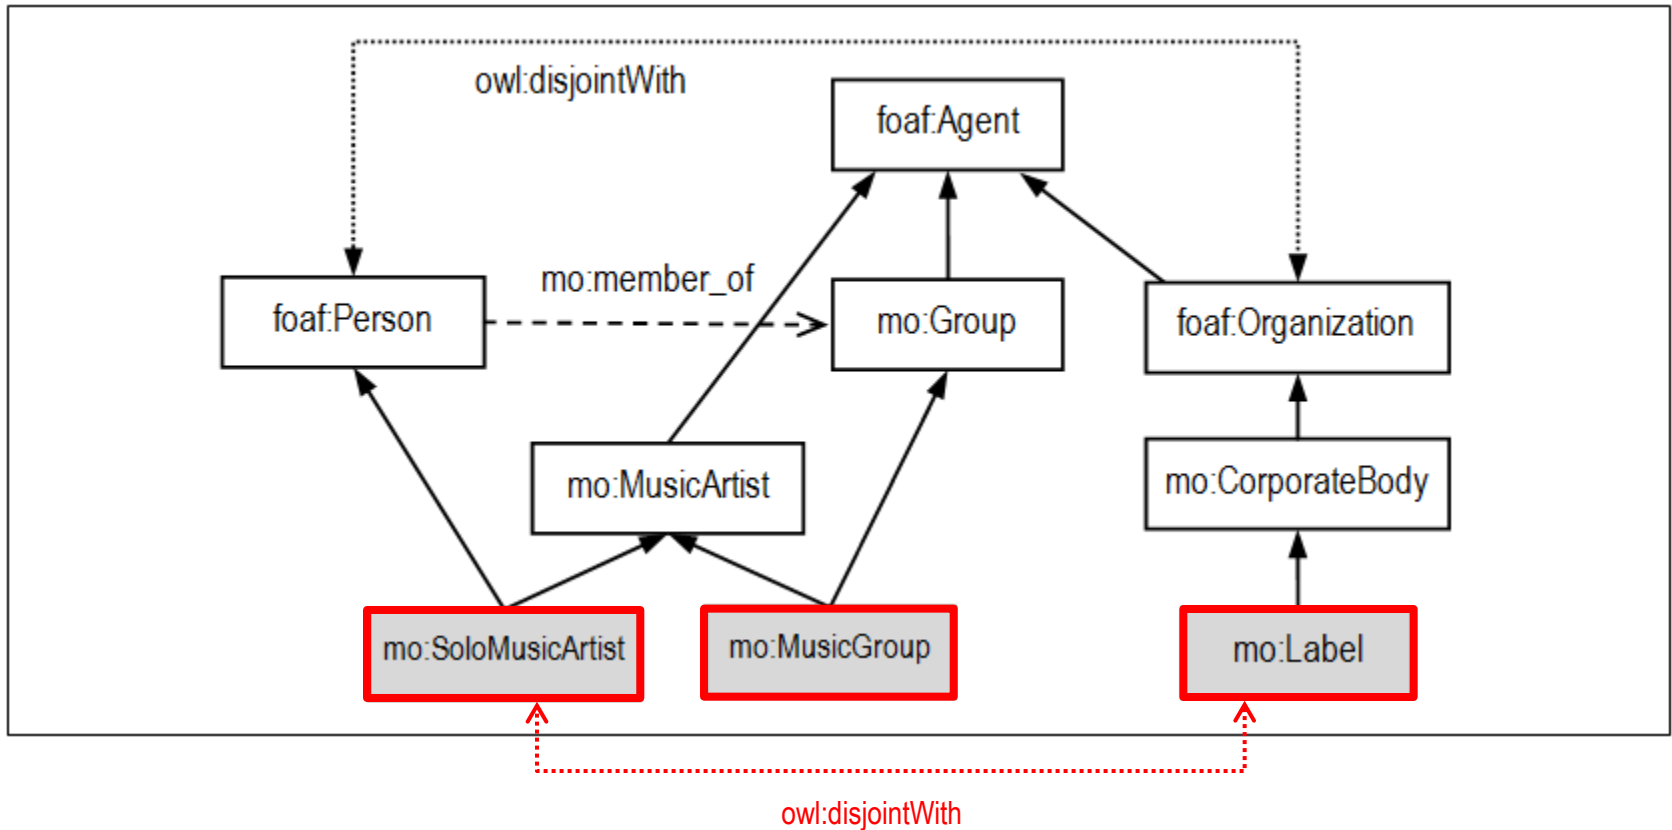 owl:disjointWith
foaf:Agent
mo:member_of
foaf:Person
mo:Group
foaf:Organization
mo:MusicArtist
mo:CorporateBody
mo:SoloMusicArtist
mo:MusicGroup
mo:Label
owl:disjointWith